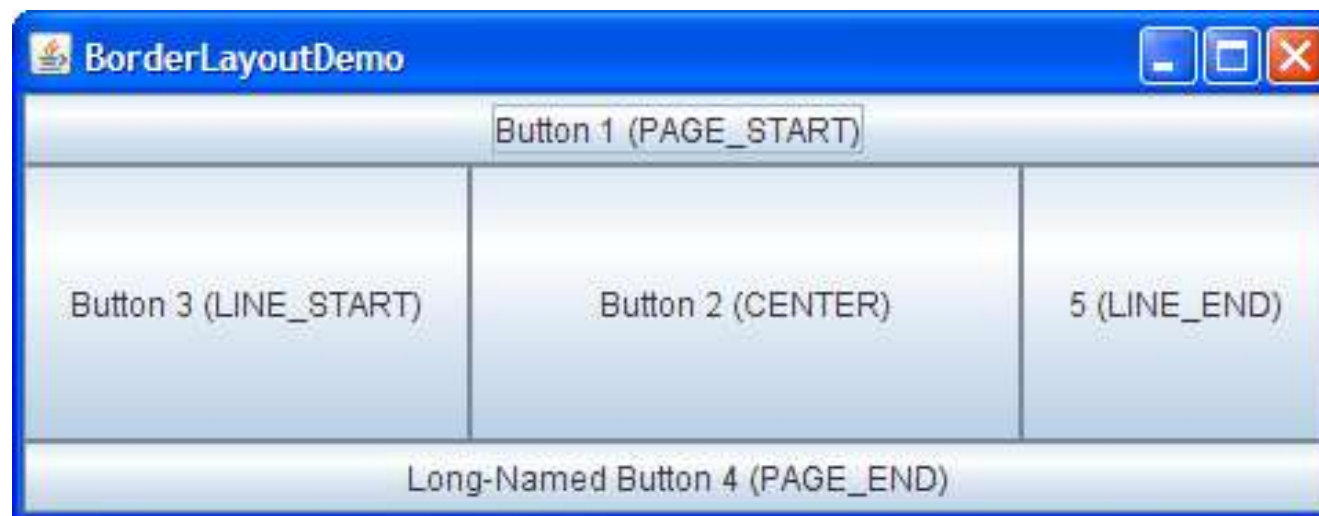 BorderLayoutDemo
Button 1 (PAGE_START)
Button 3 (LINE_START)
Button 2 (CENTER)
5 (LINE_END)
Long-Named Button 4 (PAGE_END)